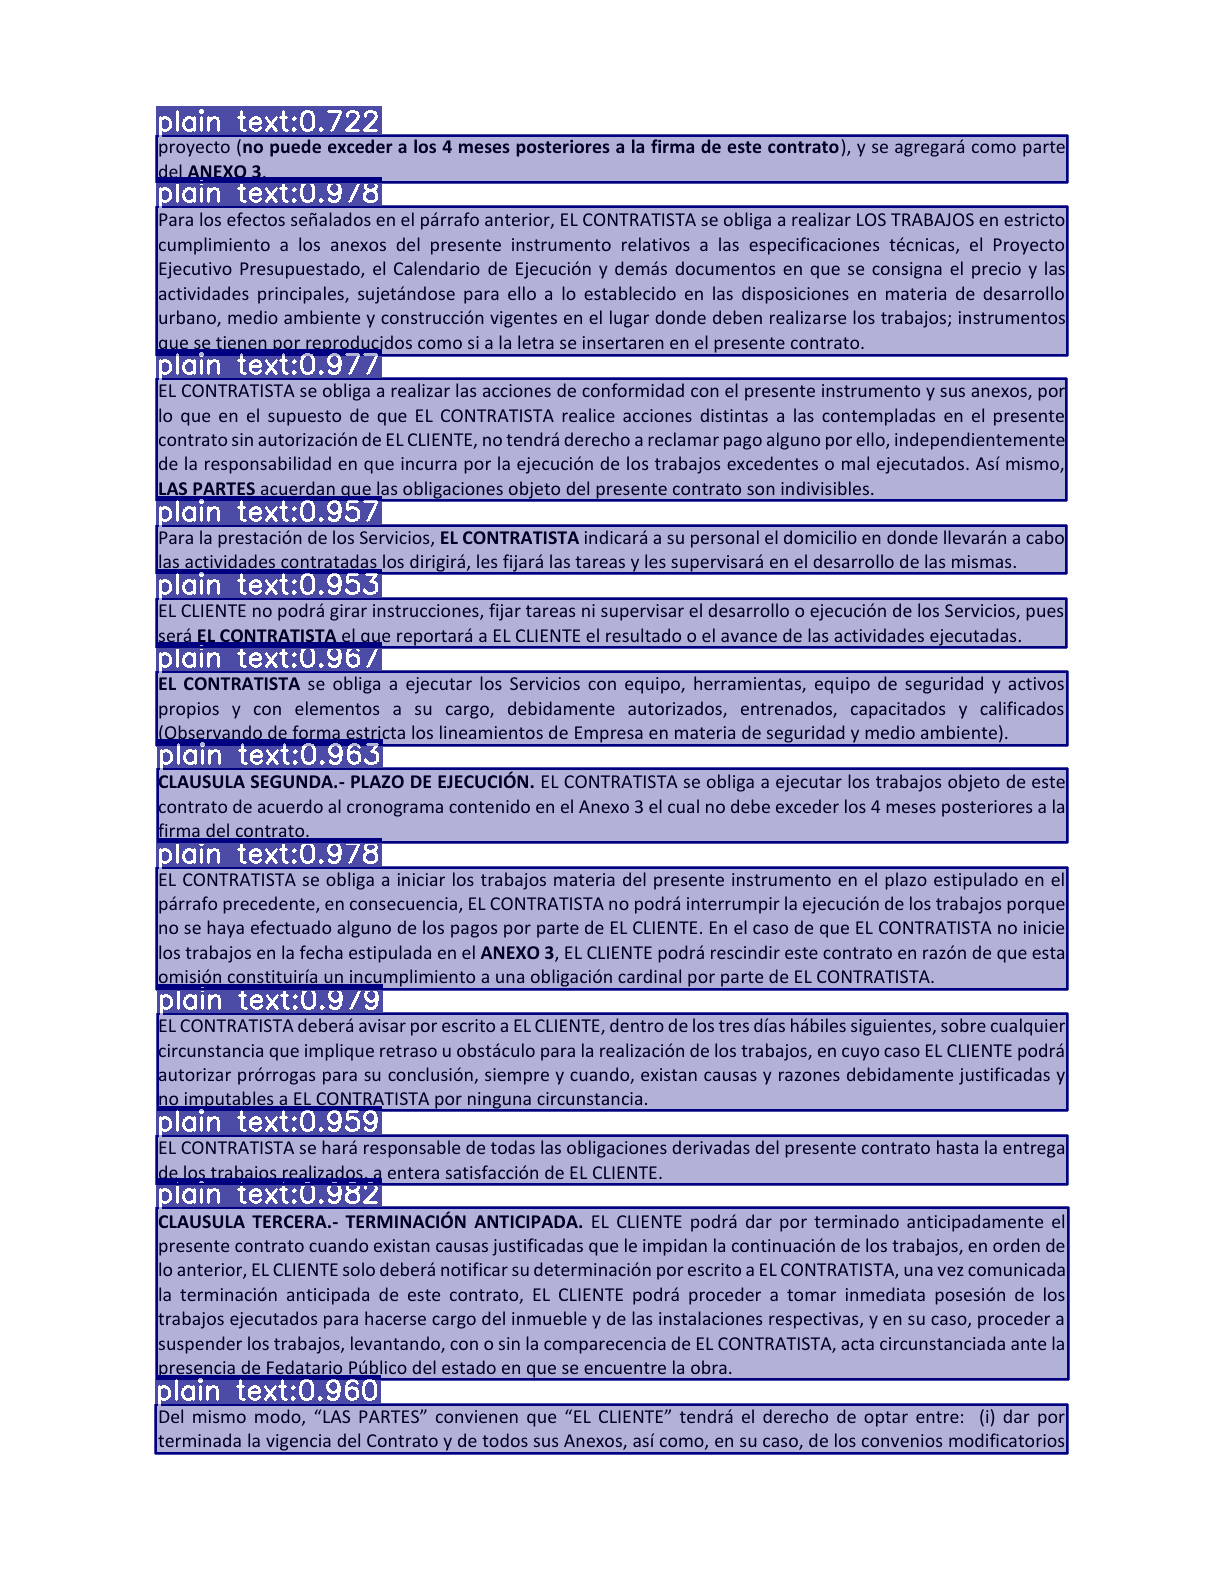 plain text:0.722
proyecto (no puede exceder a los 4 meses posteriores a la firma de este contrato), y se agregará como parte
del ANEXO 3.
plain text:0.978
Para los efectos señalados en el párrafo anterior, EL CONTRATISTA se obliga a realizar LOS TRABAJOS en estricto
cumplimiento a los anexos del presente instrumento relativos a las especificaciones técnicas, el Proyecto
Ejecutivo Presupuestado, el Calendario de Ejecución y demás documentos en que se consigna el precio y las
actividades principales, sujetándose para ello a lo establecido en las disposiciones en materia de desarrollo
urbano, medio ambiente y construcción vigentes en el lugar donde deben realizarse los trabajos; instrumentos
que se tienen por reproducidos como si a la letra se insertaren en el presente contrato.
plain text:0.977
EL CONTRATISTA se obliga a realizar las acciones de conformidad con el presente instrumento y sus anexos, por
lo que en el supuesto de que EL CONTRATISTA realice acciones distintas a las contempladas en el presente
contrato sin autorización de EL CLIENTE, no tendrá derecho a reclamar pago alguno por ello, independientemente
de la responsabilidad en que incurra por la ejecución de los trabajos excedentes o mal ejecutados. Así mismo,
LAS PARTES acuerdan que las obligaciones objeto del presente contrato son indivisibles.
plain text:0.957
Para la prestación de los Servicios, EL CONTRATISTA indicará a su personal el domicilio en donde llevarán a cabo
las actividades contratadas los dirigirá, les fijará las tareas y les supervisará en el desarrollo de las mismas.
plain text:0.953
EL CLIENTE no podrá girar instrucciones, fijar tareas ni supervisar el desarrollo o ejecución de los Servicios, pues
será EL CONTRATISTA el que reportará a EL CLIENTE el resultado o el avance de las actividades ejecutadas.
plain text:0.967
EL CONTRATISTA se obliga a ejecutar los Servicios con equipo, herramientas, equipo de seguridad y activos
propios y con elementos a su cargo, debidamente autorizados, entrenados, capacitados y calificados
(Observando de forma estricta los lineamientos de Empresa en materia de seguridad y medio ambiente).
plain text:0.963
CLAUSULA SEGUNDA.- PLAZO DE EJECUCIÓN. EL CONTRATISTA se obliga a ejecutar los trabajos objeto de este
contrato de acuerdo al cronograma contenido en el Anexo 3 el cual no debe exceder los 4 meses posteriores a la
firma del contrato.
plain text:0.978
EL CONTRATISTA se obliga a iniciar los trabajos materia del presente instrumento en el plazo estipulado en el
párrafo precedente, en consecuencia, EL CONTRATISTA no podrá interrumpir la ejecución de los trabajos porque
no se haya efectuado alguno de los pagos por parte de EL CLIENTE. En el caso de que EL CONTRATISTA no inicie
los trabajos en la fecha estipulada en el ANEXO 3, EL CLIENTE podrá rescindir este contrato en razón de que esta
omisión constituiría un incumplimiento a una obligación cardinal por parte de EL CONTRATISTA.
plain text:0.979
EL CONTRATISTA deberá avisar por escrito a EL CLIENTE, dentro de los tres días hábiles siguientes, sobre cualquier
circunstancia que implique retraso u obstáculo para la realización de los trabajos, en cuyo caso EL CLIENTE podrá
autorizar prórrogas para su conclusión, siempre y cuando, existan causas y razones debidamente justificadas y
no imputables a EL CONTRATISTA por ninguna circunstancia.
plain text:0.959
EL CONTRATISTA se hará responsable de todas las obligaciones derivadas del presente contrato hasta la entrega
de los trabajos realizados, a entera satisfacción de EL CLIENTE.
plain text:0.982
CLAUSULA TERCERA.- TERMINACIÓN ANTICIPADA. EL CLIENTE podrá dar por terminado anticipadamente el
presente contrato cuando existan causas justificadas que le impidan la continuación de los trabajos, en orden de
lo anterior, EL CLIENTE solo deberá notificar su determinación por escrito a EL CONTRATISTA, una vez comunicada
la terminación anticipada de este contrato, EL CLIENTE podrá proceder a tomar inmediata posesión de los
trabajos ejecutados para hacerse cargo del inmueble y de las instalaciones respectivas, y en su caso, proceder a
suspender los trabajos, levantando, con o sin la comparecencia de EL CONTRATISTA, acta circunstanciada ante la
presencia de Fedatario Público del estado en que se encuentre la obra.
plain text:0.960
Del mismo modo, “LAS PARTES” convienen que “EL CLIENTE” tendrá el derecho de optar entre: (i) dar por
terminada la vigencia del Contrato y de todos sus Anexos, así como, en su caso, de los convenios modificatorios